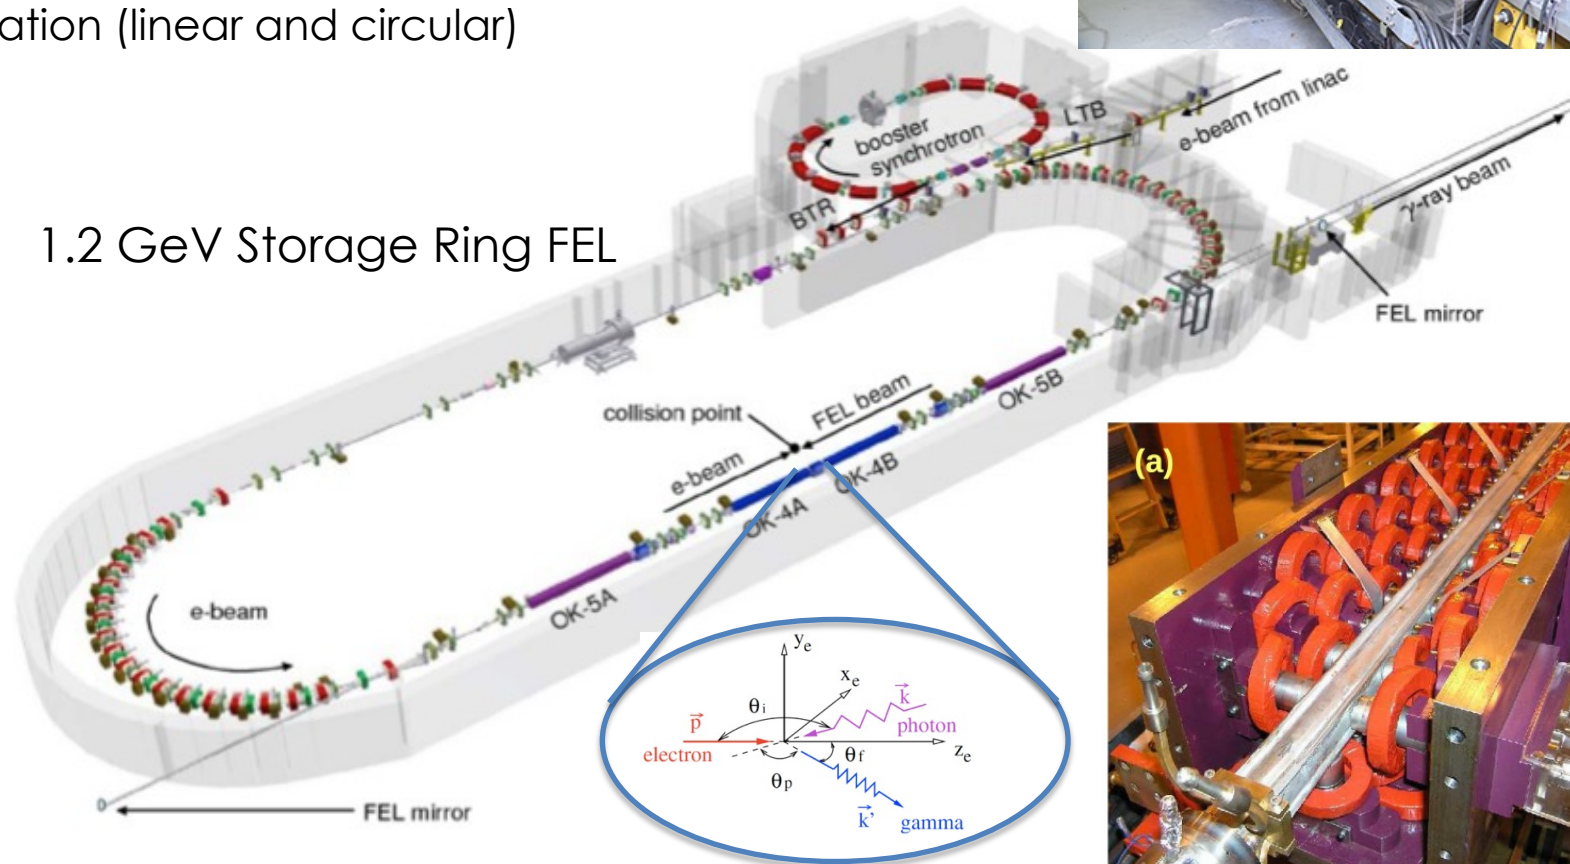 ation (linear and circular)
LTB
e-beam from linac
booster
synchrotron
BTR
γ-ray beam
1.2 GeV Storage Ring FEL
FEL mirror
collision point
FEL beam
OK-5B
e-beam
OK-4B
OK-4A
(a)
OK-5A
e-beam
yₑ
xₑ
k⃗
θᵢ
photon
p⃗
electron
zₑ
θf
θₚ
k⃗'
gamma
FEL mirror